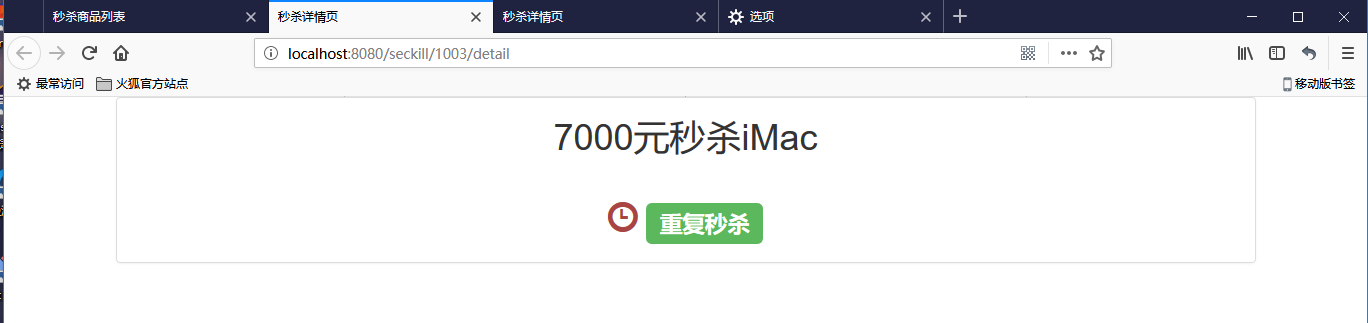 秒杀商品列表
秒杀详情页
秒杀详情页
选项
localhost:8080/seckill/1003/detail
最常访问
火狐官方站点
移动版书签
7000元秒杀iMac
重复秒杀